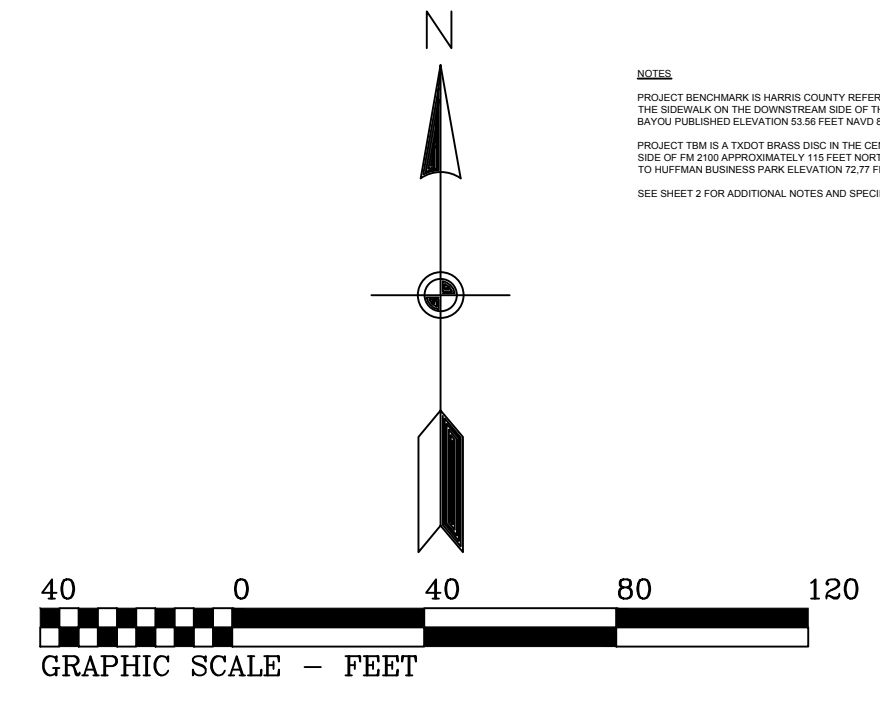 N
NOTES
PROJECT BENCHMARK IS HARRIS COUNTY REFER
THE SIDEWALK ON THE DOWNSTREAM SIDE OF TH
BAYOU PUBLISHED ELEVATION 53.56 FEET NAVD 8
PROJECT TBM IS A TXDOT BRASS DISC IN THE CEN
SIDE OF FM 2100 APPROXIMATELY 115 FEET NORT
TO HUFFMAN BUSINESS PARK ELEVATION 72,77 F
SEE SHEET 2 FOR ADDITIONAL NOTES AND SPECI
40 0 40 80 120
GRAPHIC SCALE - FEET